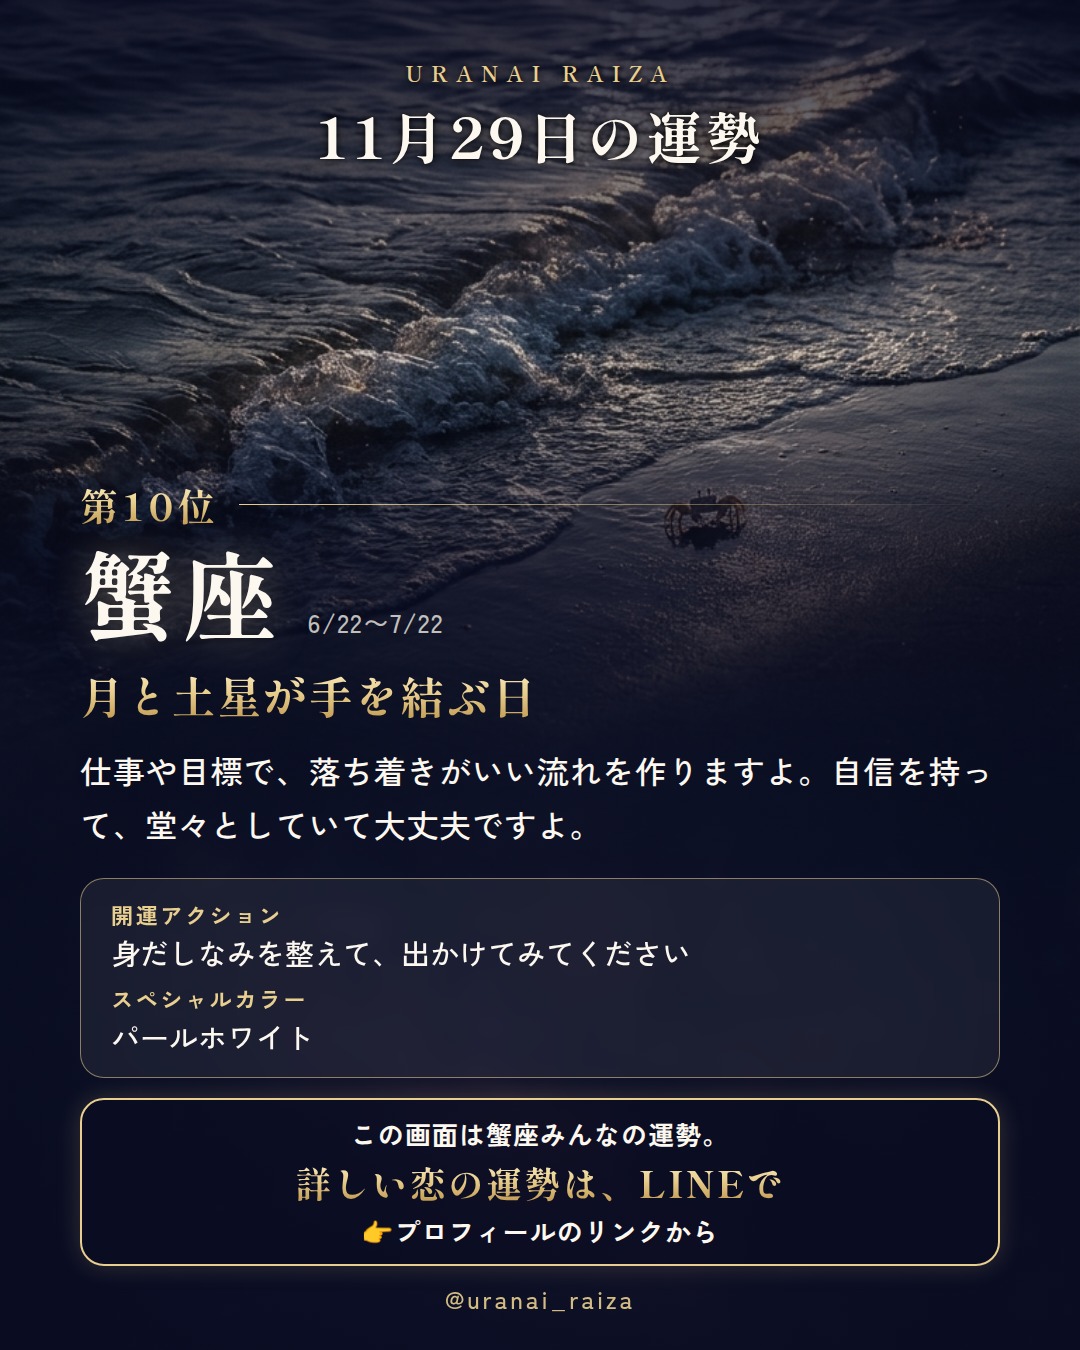 URANAI RAIZA
11月29日の運勢
第10位
蟹座 6/22〜7/22
月と土星が手を結ぶ日
仕事や目標で、落ち着きがいい流れを作りますよ。自信を持っ
て、堂々としていて大丈夫ですよ。
開運アクション
身だしなみを整えて、出かけてみてください
スペシャルカラー
パールホワイト
この画面は蟹座みんなの運勢。
詳しい恋の運勢は、LINEで
👉プロフィールのリンクから
@uranai_raiza